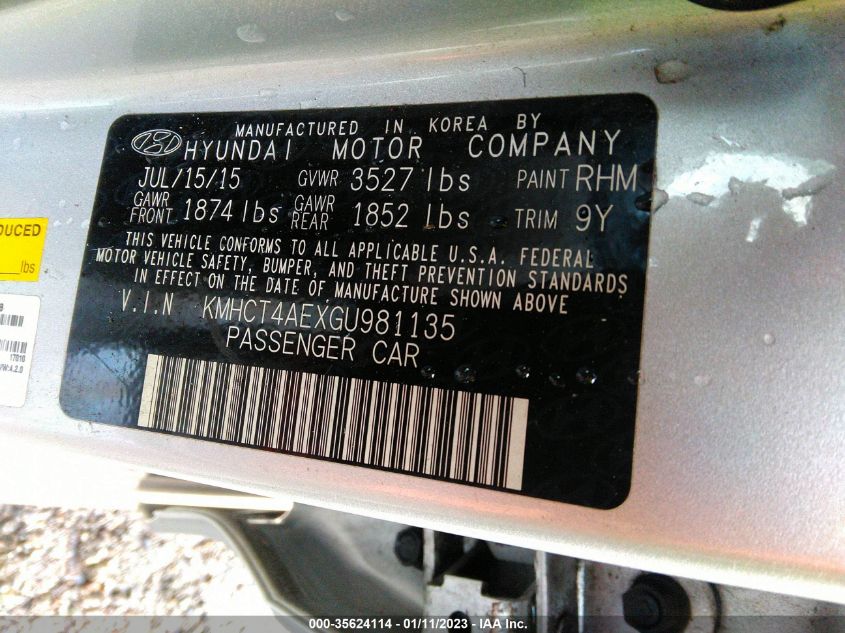 MANUFACTURED IN KOREA BY
HYUNDAI MOTOR COMPANY
JUL/15/15 GVWR 3527 lbs PAINT RHM
GAWR FRONT 1874 lbs GAWR REAR 1852 lbs TRIM 9Y
THIS VEHICLE CONFORMS TO ALL APPLICABLE U.S.A. FEDERAL
MOTOR VEHICLE SAFETY, BUMPER, AND THEFT PREVENTION STANDARDS
IN EFFECT ON THE DATE OF MANUFACTURE SHOWN ABOVE
V.I.N KMHCT4AEXGU981135
PASSENGER CAR
DUCED
lbs
17010
000-35624114 - 01/11/2023 - IAA Inc.